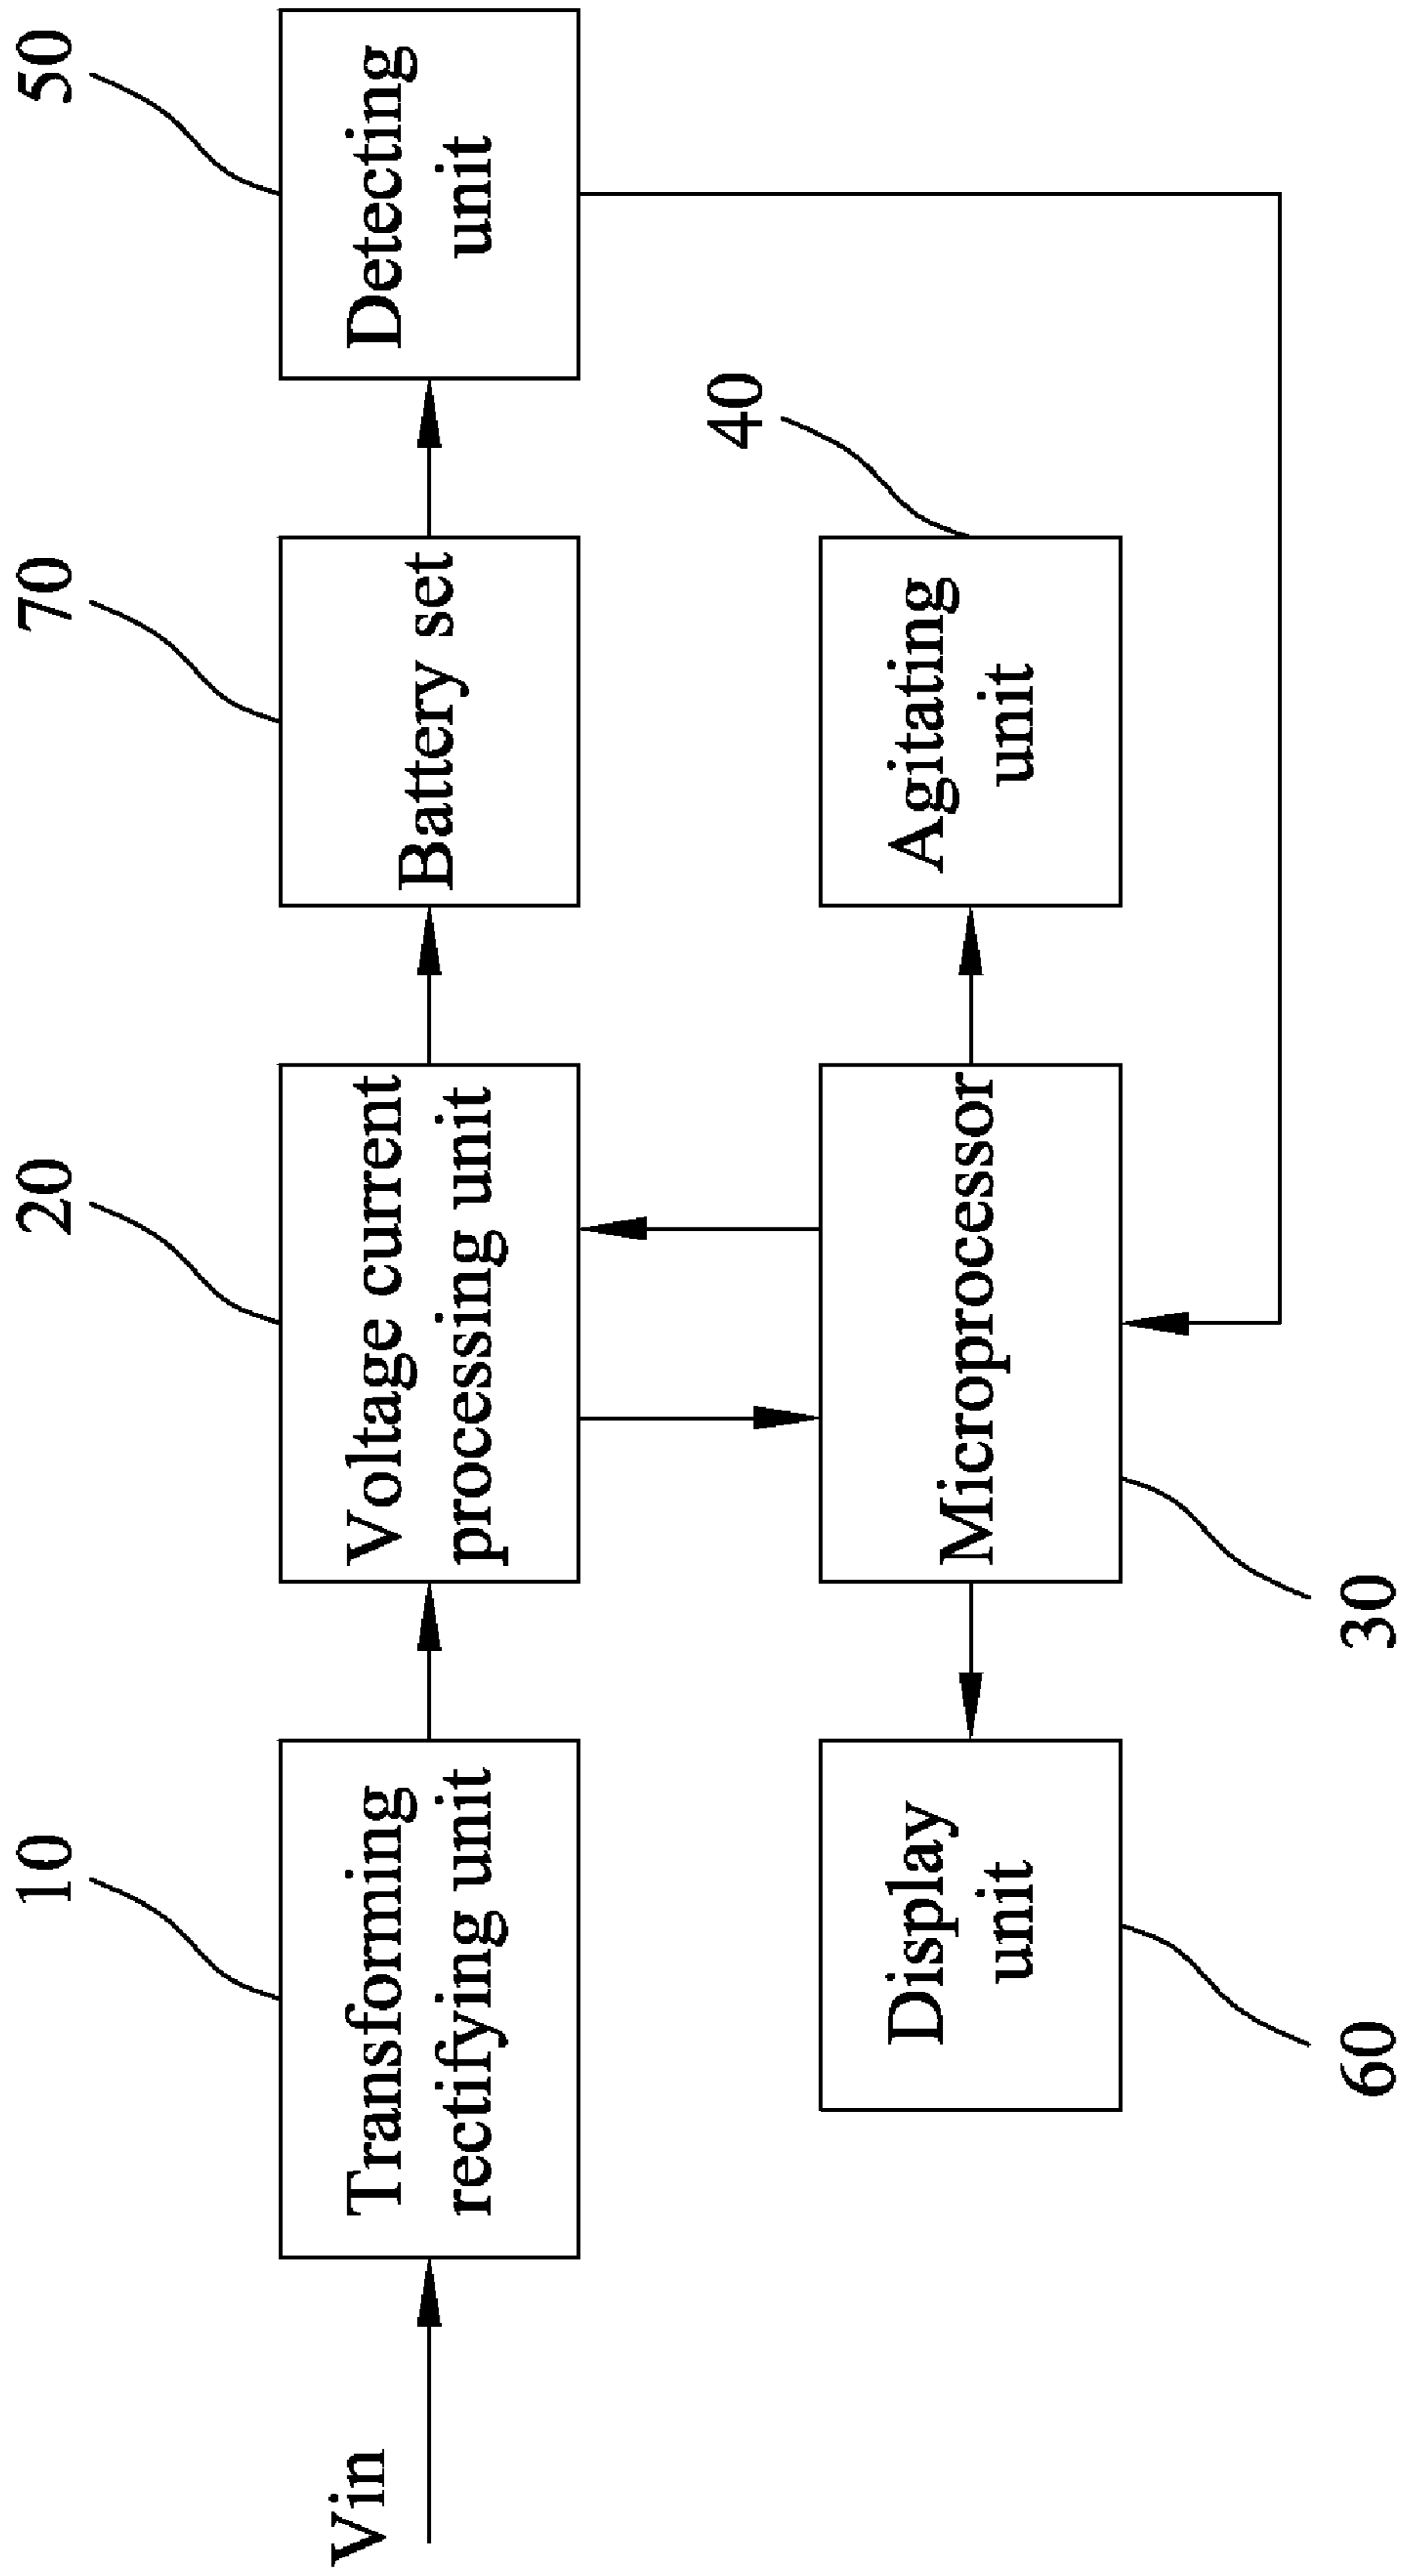 10
20
70
50
Vin
Transforming
rectifying unit
Voltage current
processing unit
Battery set
Detecting
unit
40
Display
unit
Microprocessor
Agitating
unit
60
30